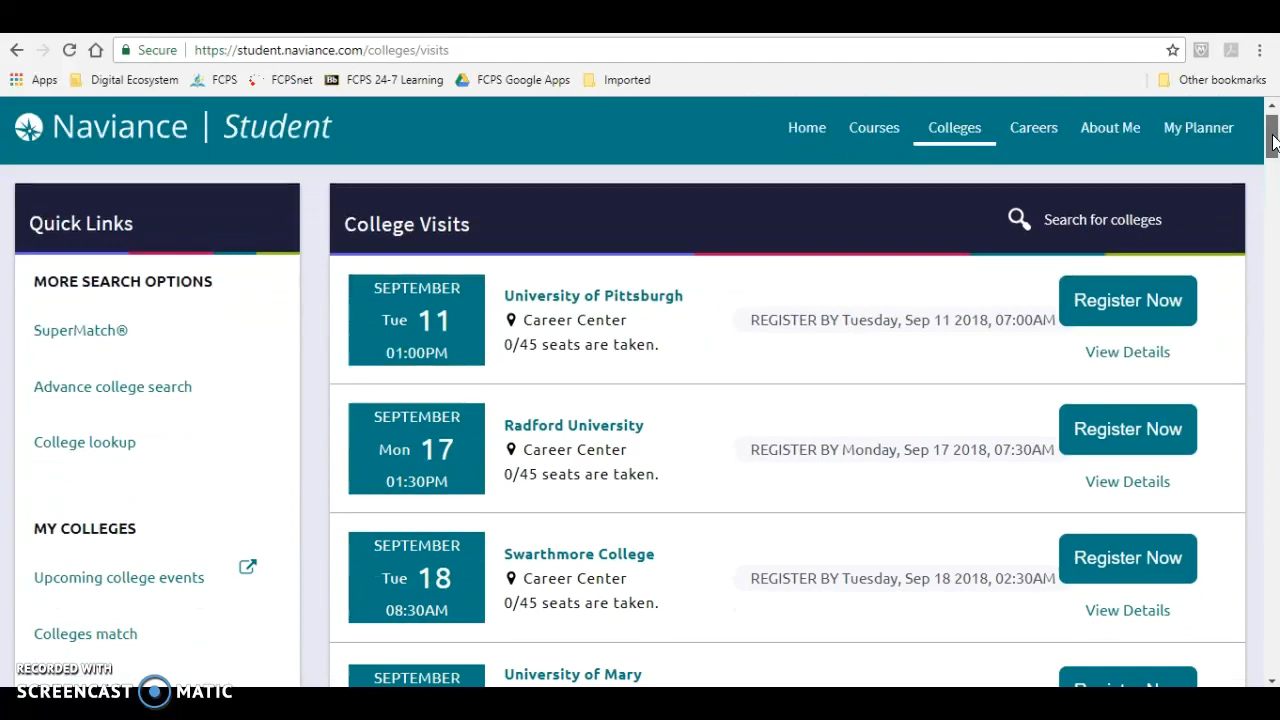 Secure https://student.naviance.com/colleges/visits
Apps Digital Ecosystem FCPS FCPSnet Bb FCPS 24-7 Learning FCPS Google Apps Imported Other bookmarks
Naviance | Student
Home Courses Colleges Careers About Me My Planner
Quick Links
MORE SEARCH OPTIONS
SuperMatch®
Advance college search
College lookup
MY COLLEGES
Upcoming college events
Colleges match
College Visits
Search for colleges
SEPTEMBER
Tue 11
01:00PM
University of Pittsburgh
Career Center
0/45 seats are taken.
REGISTER BY Tuesday, Sep 11 2018, 07:00AM
Register Now
View Details
SEPTEMBER
Mon 17
01:30PM
Radford University
Career Center
0/45 seats are taken.
REGISTER BY Monday, Sep 17 2018, 07:30AM
Register Now
View Details
SEPTEMBER
Tue 18
08:30AM
Swarthmore College
Career Center
0/45 seats are taken.
REGISTER BY Tuesday, Sep 18 2018, 02:30AM
Register Now
View Details
SEPTEMBER
University of Mary
RECORDED WITH
SCREENCAST MATIC